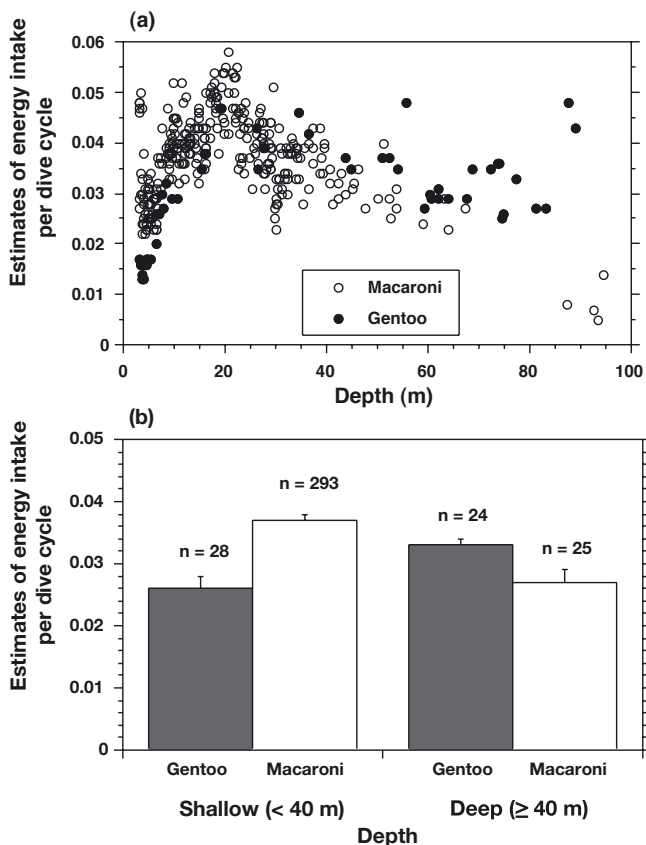 (a)
Estimates of energy intake
per dive cycle
0.06
0.05
0.04
0.03
0.02
0.01
0
Macaroni
Gentoo
0 20 40 60 80 100
Depth (m)
(b)
Estimates of energy intake
per dive cycle
0.05
0.04
0.03
0.02
0.01
0
n = 28
n = 293
n = 24
n = 25
Gentoo Macaroni Gentoo Macaroni
Shallow (< 40 m) Deep (≥ 40 m)
Depth